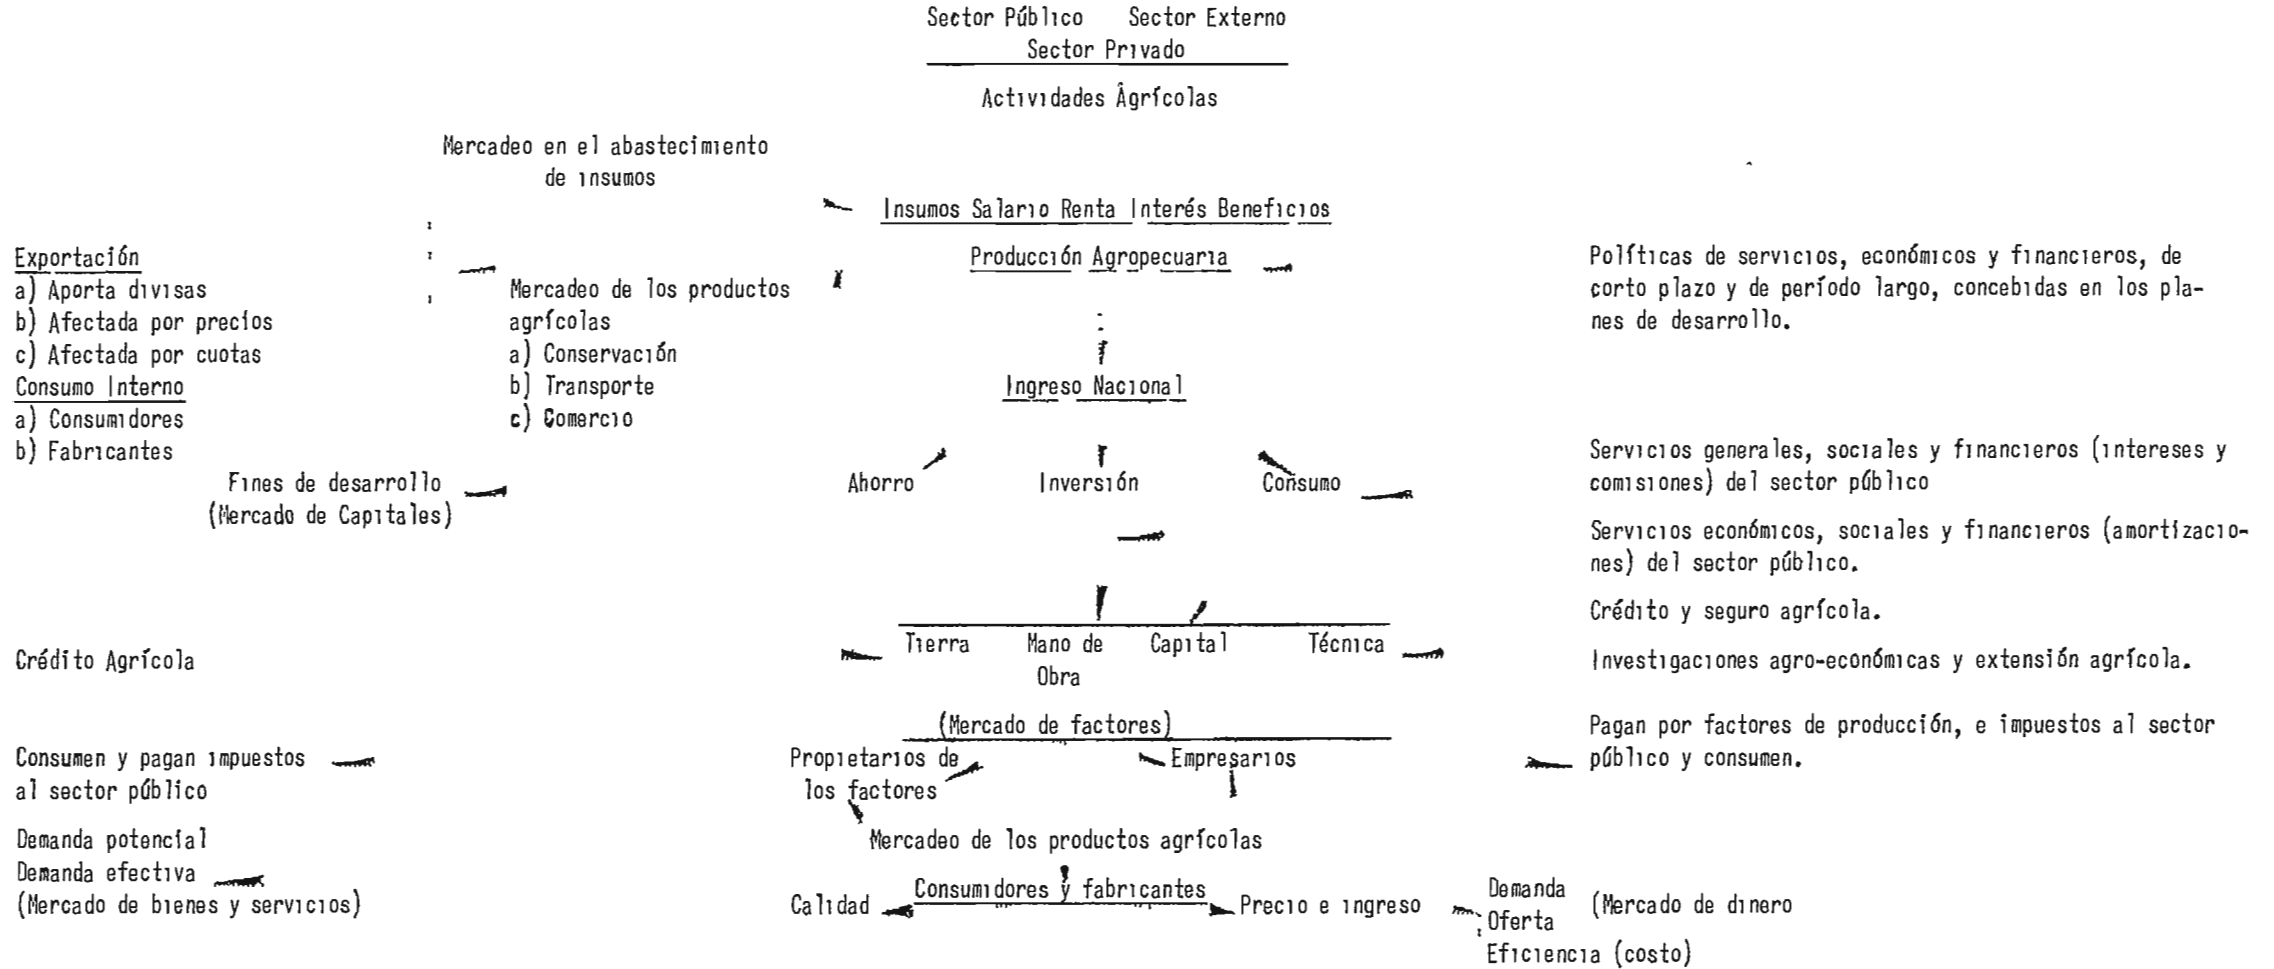 Sector Público Sector Externo
Sector Privado
Actividades Agrícolas
Mercadeo en el abastecimiento
de insumos
Insumos Salario Renta Interés Beneficios
Producción Agropecuaria
Exportación
a) Aporta divisas
b) Afectada por precios
c) Afectada por cuotas
Consumo Interno
a) Consumidores
b) Fabricantes
Mercadeo de los productos
agrícolas
a) Conservación
b) Transporte
c) Comercio
Políticas de servicios, económicos y financieros, de
corto plazo y de período largo, concebidas en los pla-
nes de desarrollo.
Ingreso Nacional
Fines de desarrollo
(Mercado de Capitales)
Ahorro Inversión Consumo
Servicios generales, sociales y financieros (intereses y
comisiones) del sector público
Servicios económicos, sociales y financieros (amortizacio-
nes) del sector público.
Crédito y seguro agrícola.
Crédito Agrícola
Tierra Mano de Capital Técnica
Obra
Investigaciones agro-económicas y extensión agrícola.
(Mercado de factores)
Consumen y pagan impuestos
al sector público
Propietarios de
los factores
Empresarios
Pagan por factores de producción, e impuestos al sector
público y consumen.
Mercadeo de los productos agrícolas
Demanda potencial
Demanda efectiva
(Mercado de bienes y servicios)
Calidad
Consumidores y fabricantes
Precio e ingreso
Demanda
Oferta
Eficiencia (costo)
(Mercado de dinero